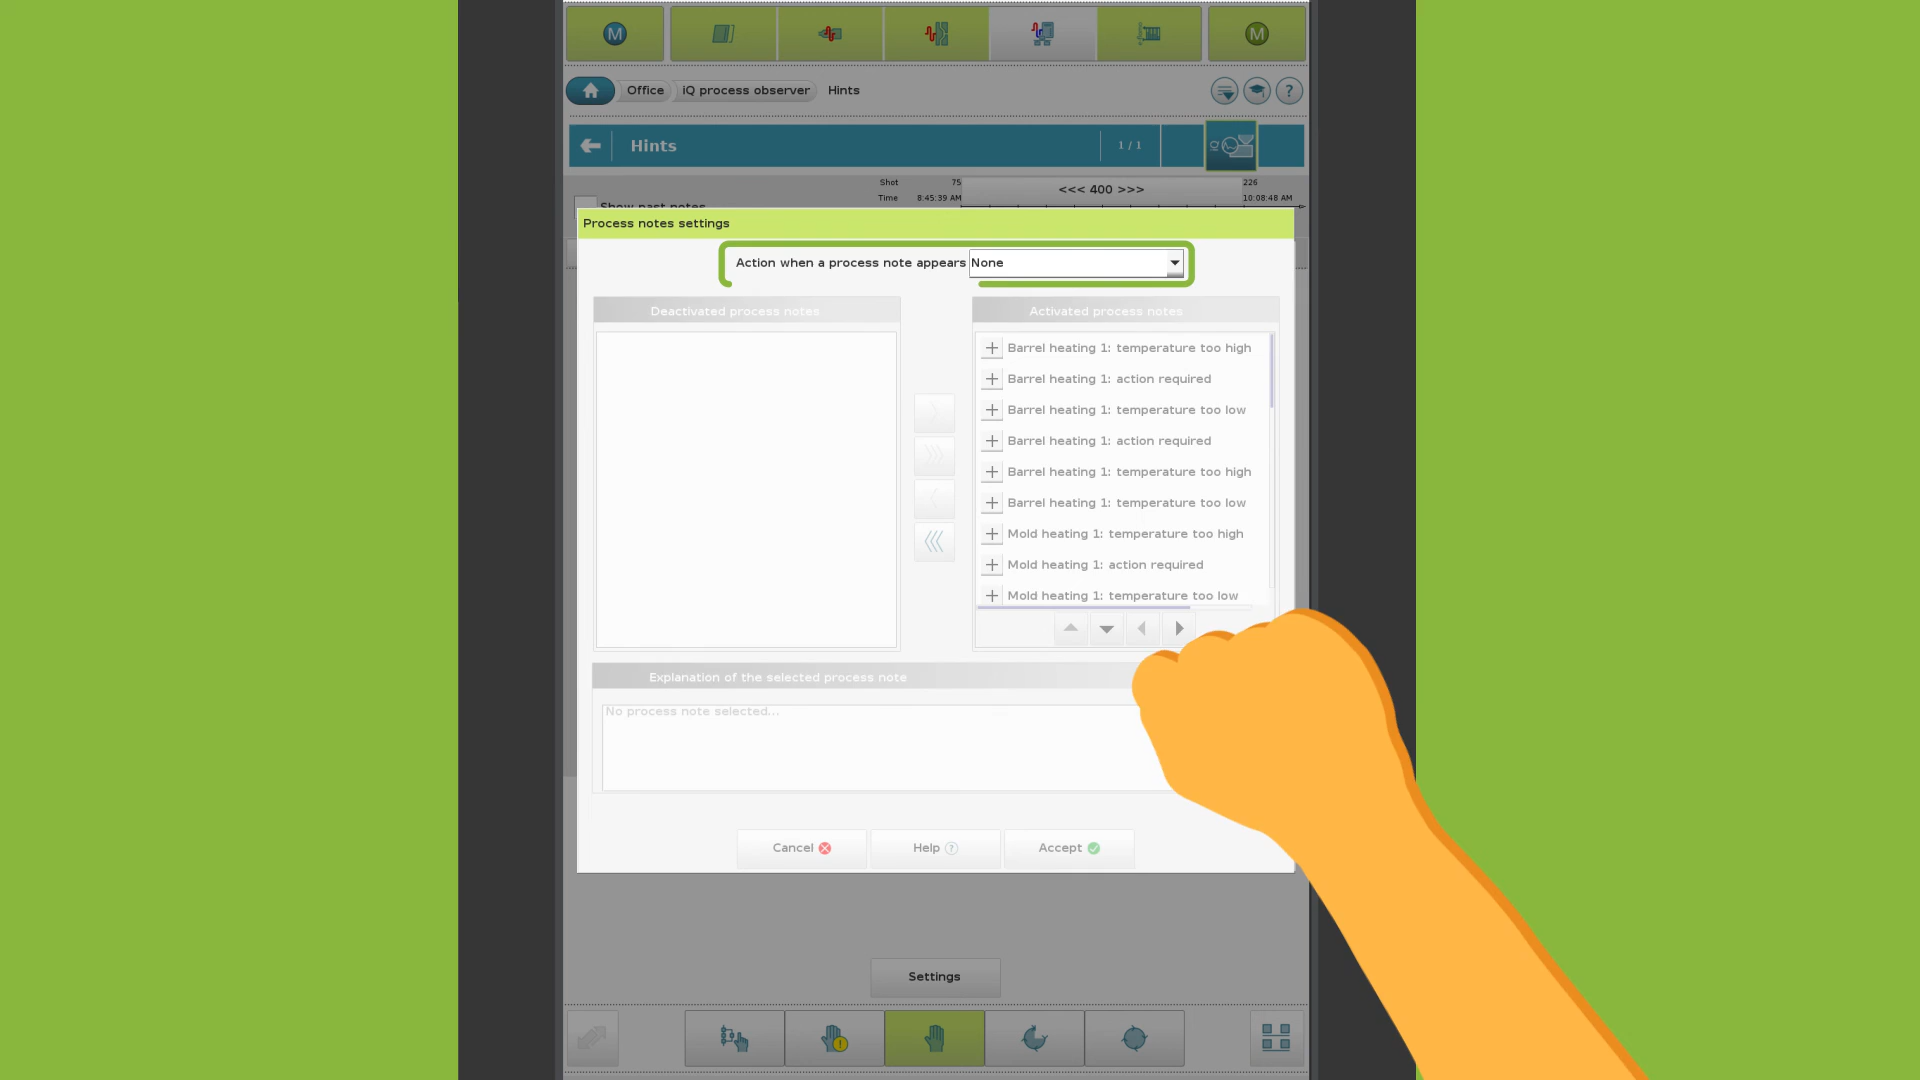 M
M
Office
iQ process observer
Hints
?
Hints
1 / 1
iQ
Shot
75
<<< 400 >>>
226
Time
8:45:39 AM
10:08:48 AM
Show past notes
Process notes settings
Action when a process note appears
None
Deactivated process notes
Activated process notes
Barrel heating 1: temperature too high
Barrel heating 1: action required
Barrel heating 1: temperature too low
Barrel heating 1: action required
Barrel heating 1: temperature too high
Barrel heating 1: temperature too low
Mold heating 1: temperature too high
Mold heating 1: action required
Mold heating 1: temperature too low
Explanation of the selected process note
No process note selected...
Cancel
Help ?
Accept
Settings
!